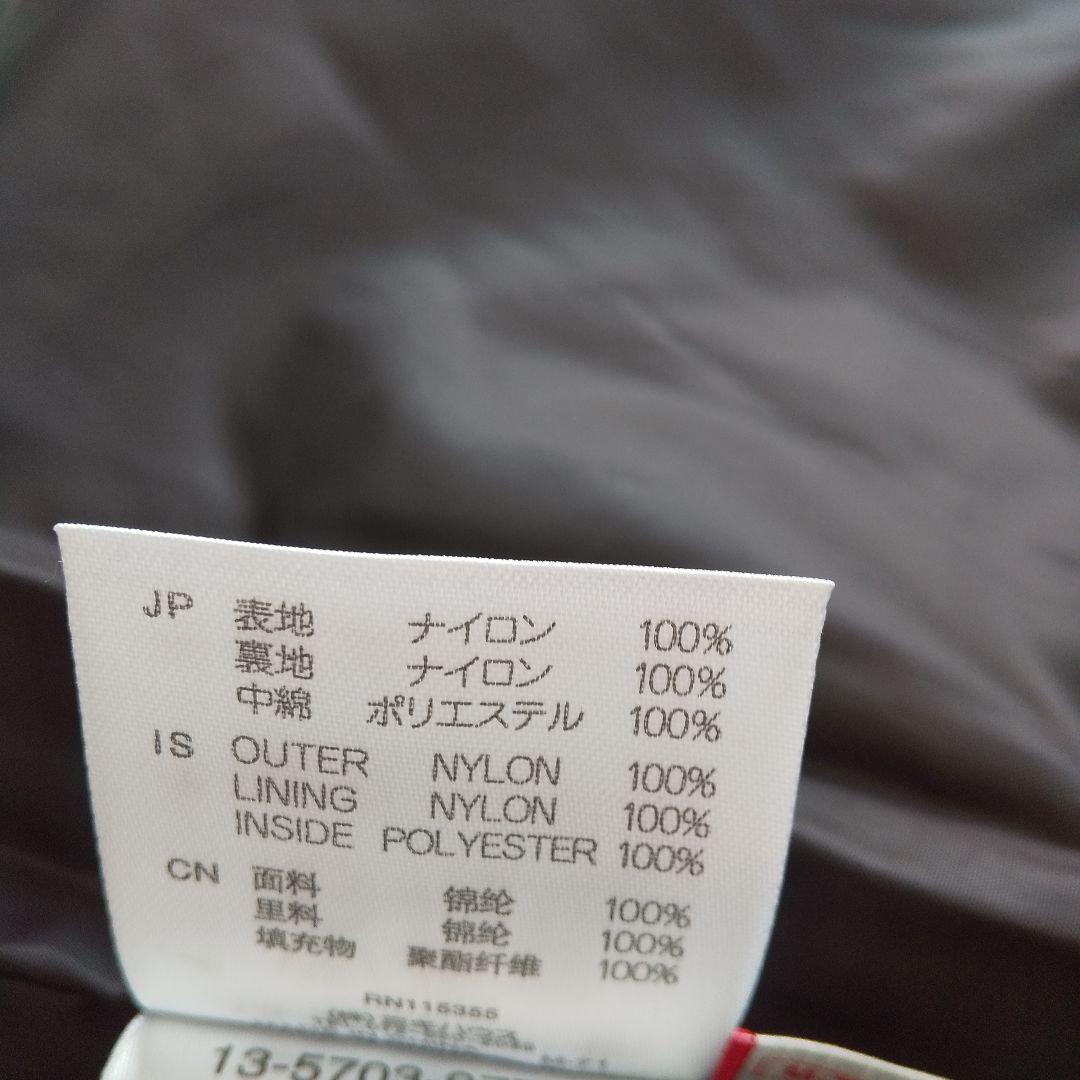 JP 表地 ナイロン 100%
裏地 ナイロン 100%
中綿 ポリエステル 100%
IS OUTER NYLON 100%
LINING NYLON 100%
INSIDE POLYESTER 100%
CN 面料 锦纶 100%
里料 锦纶 100%
填充物 聚酯纤维 100%
RN115355